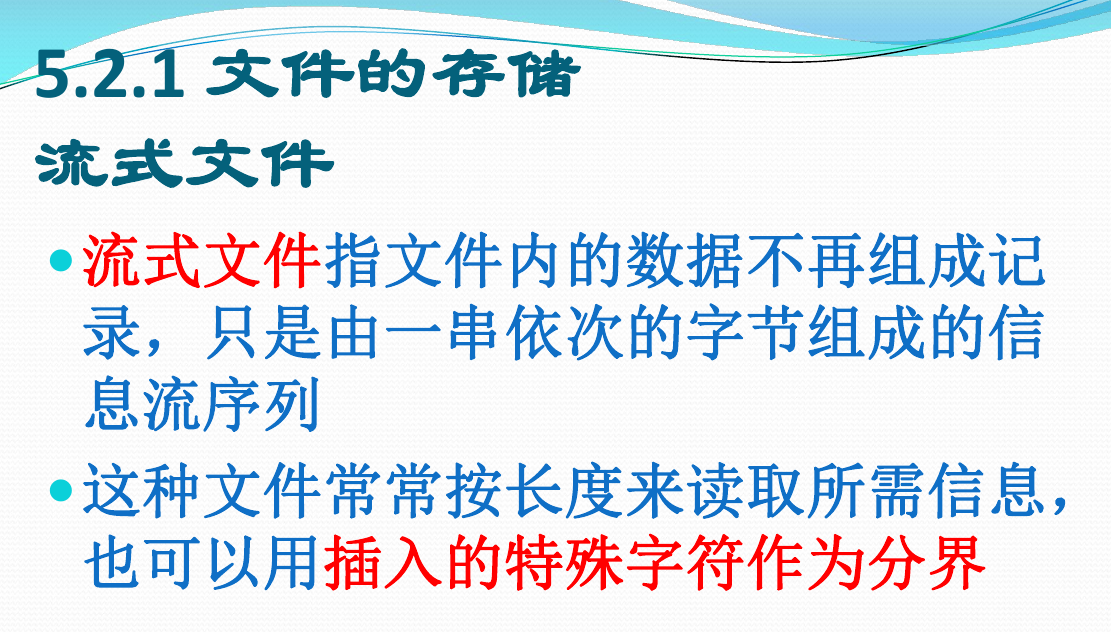 5.2.1 文件的存储
流式文件
流式文件指文件内的数据不再组成记
录，只是由一串依次的字节组成的信
息流序列
这种文件常常按长度来读取所需信息，
也可以用插入的特殊字符作为分界